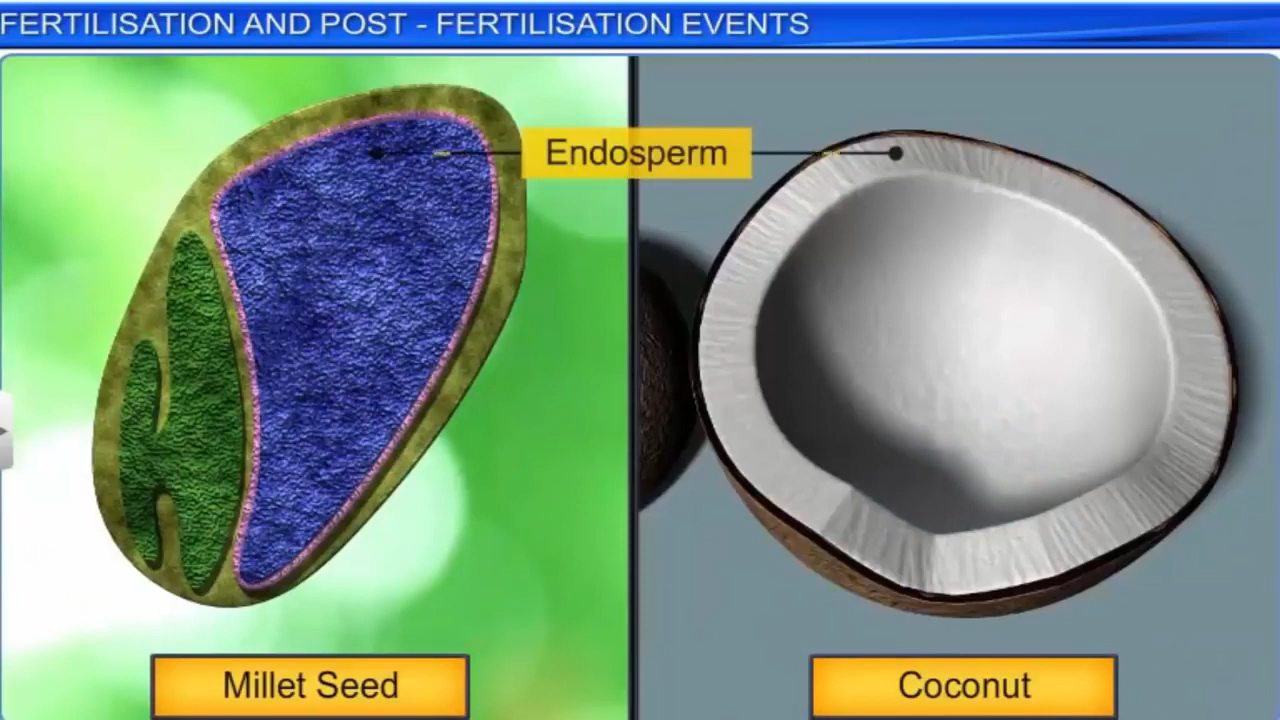 FERTILISATION AND POST - FERTILISATION EVENTS
Endosperm
Millet Seed
Coconut